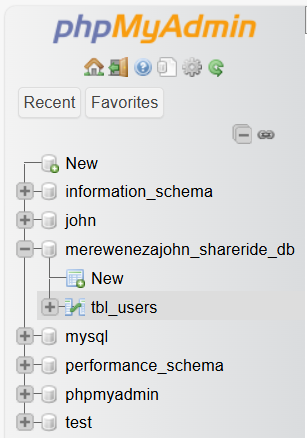 phpMyAdmin
Recent Favorites
New
information_schema
john
merewenezajohn_shareride_db
New
tbl_users
mysql
performance_schema
phpmyadmin
test